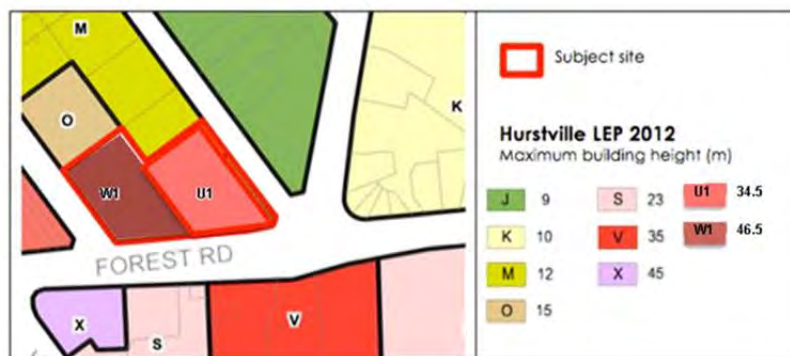 M
O
K
W1
U1
FOREST RD
X
S
V
Subject site
Hurstville LEP 2012
Maximum building height (m)
J 9
K 10
M 12
O 15
S 23
V 35
X 45
U1 34.5
W1 46.5